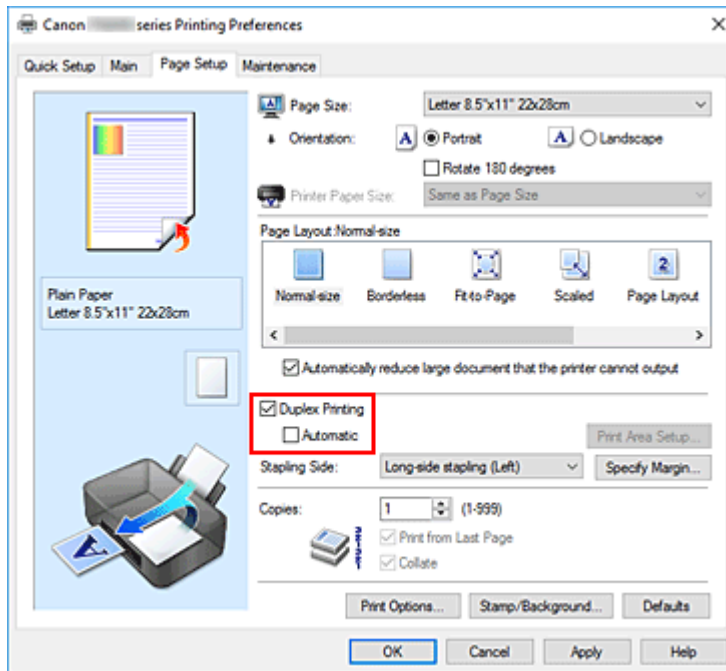 Canon series Printing Preferences
Quick Setup Main Page Setup Maintenance
Page Size: Letter 8.5"x11" 22x28cm
Orientation: A Portrait A Landscape
Rotate 180 degrees
Printer Paper Size: Same as Page Size
Page Layout:Normal-size
2
Normal-size Borderless Fit-to-Page Scaled Page Layout
Plain Paper
Letter 8.5"x11" 22x28cm
Automatically reduce large document that the printer cannot output
Duplex Printing
Automatic
Print Area Setup...
Stapling Side: Long-side stapling (Left) Specify Margin...
Copies: 1 (1-999)
Print from Last Page
Collate
A
Print Options... Stamp/Background... Defaults
OK Cancel Apply Help